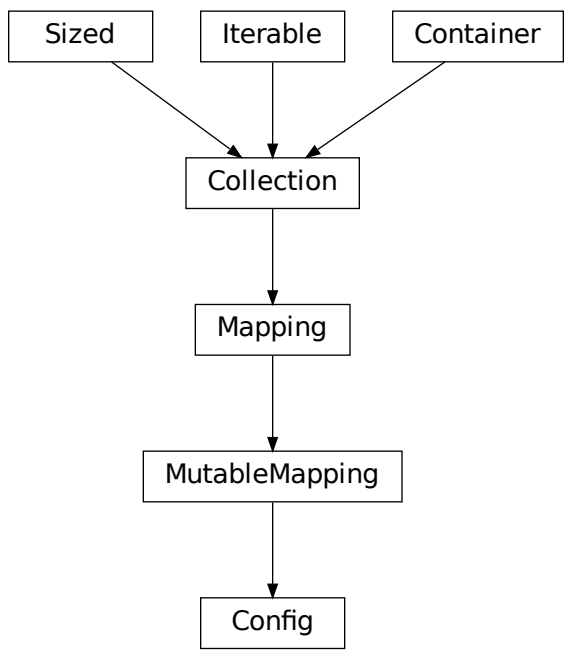 Sized
Iterable
Container
Collection
Mapping
MutableMapping
Config